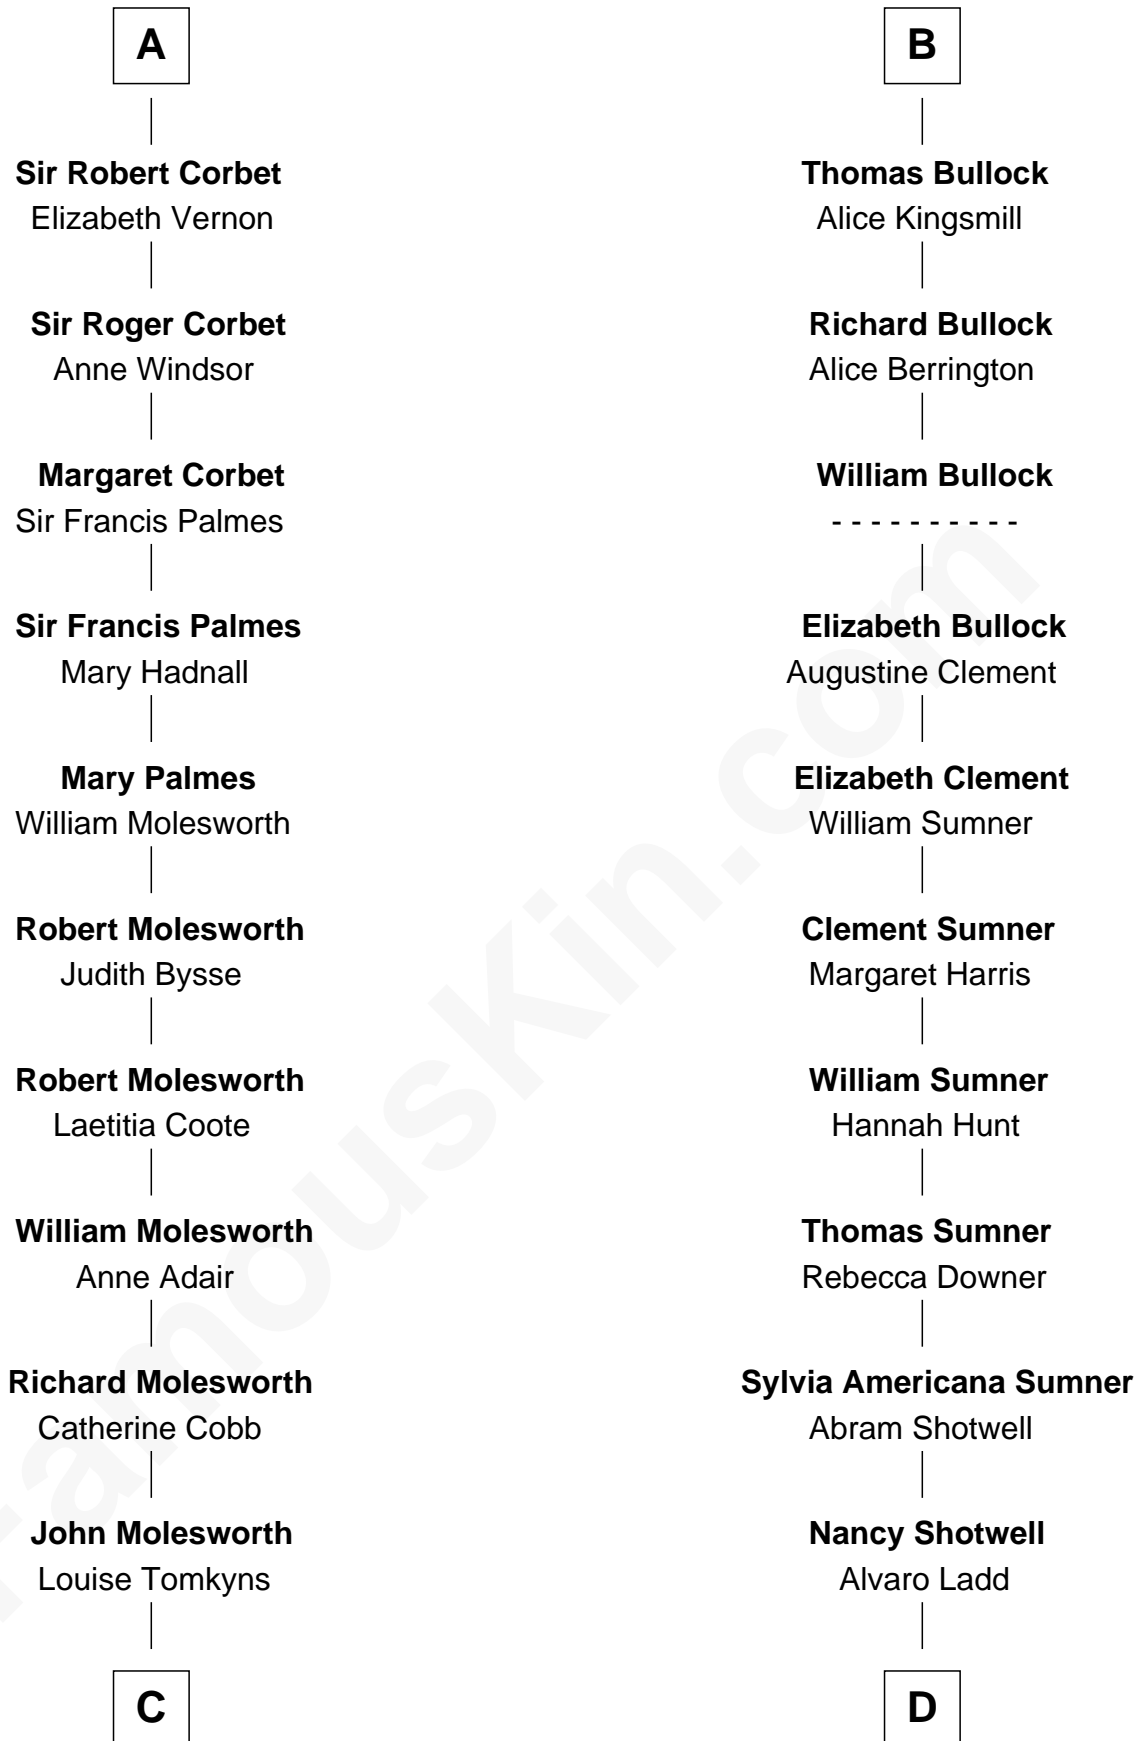 A
Sir Robert Corbet
Elizabeth Vernon
Sir Roger Corbet
Anne Windsor
Margaret Corbet
Sir Francis Palmes
Sir Francis Palmes
Mary Hadnall
Mary Palmes
William Molesworth
Robert Molesworth
Judith Bysse
Robert Molesworth
Laetitia Coote
William Molesworth
Anne Adair
Richard Molesworth
Catherine Cobb
John Molesworth
Louise Tomkyns
C
B
Thomas Bullock
Alice Kingsmill
Richard Bullock
Alice Berrington
William Bullock
- - - - - - - - - -
Elizabeth Bullock
Augustine Clement
Elizabeth Clement
William Sumner
Clement Sumner
Margaret Harris
William Sumner
Hannah Hunt
Thomas Sumner
Rebecca Downer
Sylvia Americana Sumner
Abram Shotwell
Nancy Shotwell
Alvaro Ladd
D
FamousKin.com